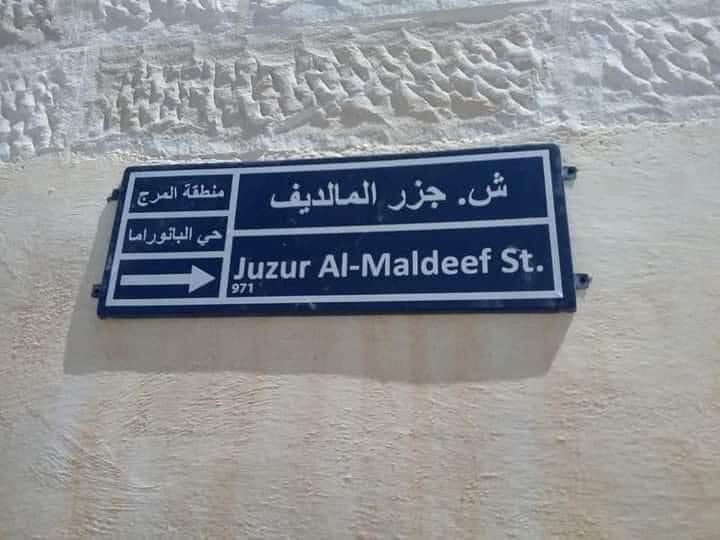 ش. جزر المالديف
منطقة المرج
حي البانوراما
Juzur Al-Maldeef St.
971